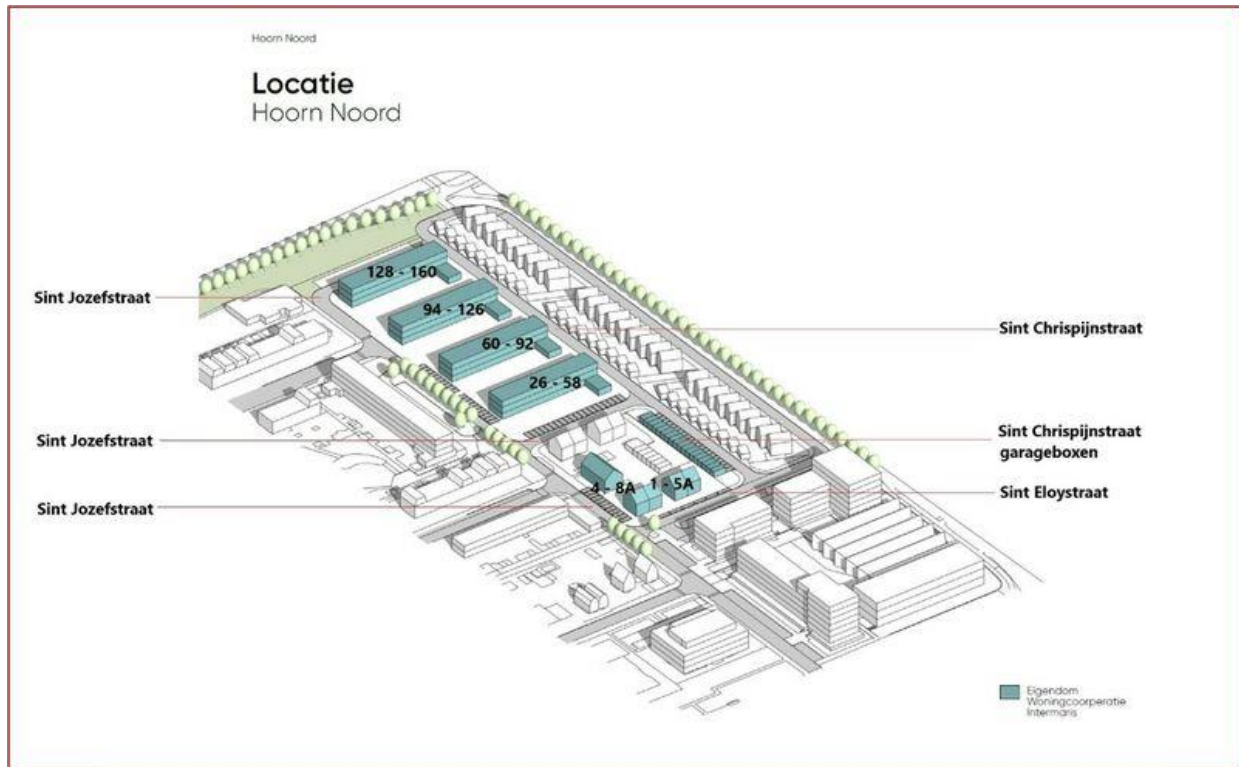 Hoorn Noord
Locatie
Hoorn Noord
128 - 160
Sint Jozefstraat
94 - 126
Sint Chrispijnstraat
60 - 92
26 - 58
Sint Jozefstraat
Sint Chrispijnstraat
garageboxen
4 - 8A
1 - 5A
Sint Eloystraat
Sint Jozefstraat
Eigendom
Woningcoorperatie
Intermaris